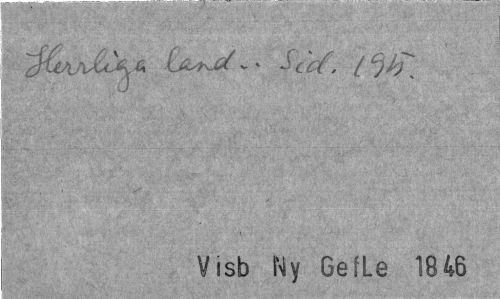 Herrliga land.. Sid. 195.
Visb Ny GefLe 1846